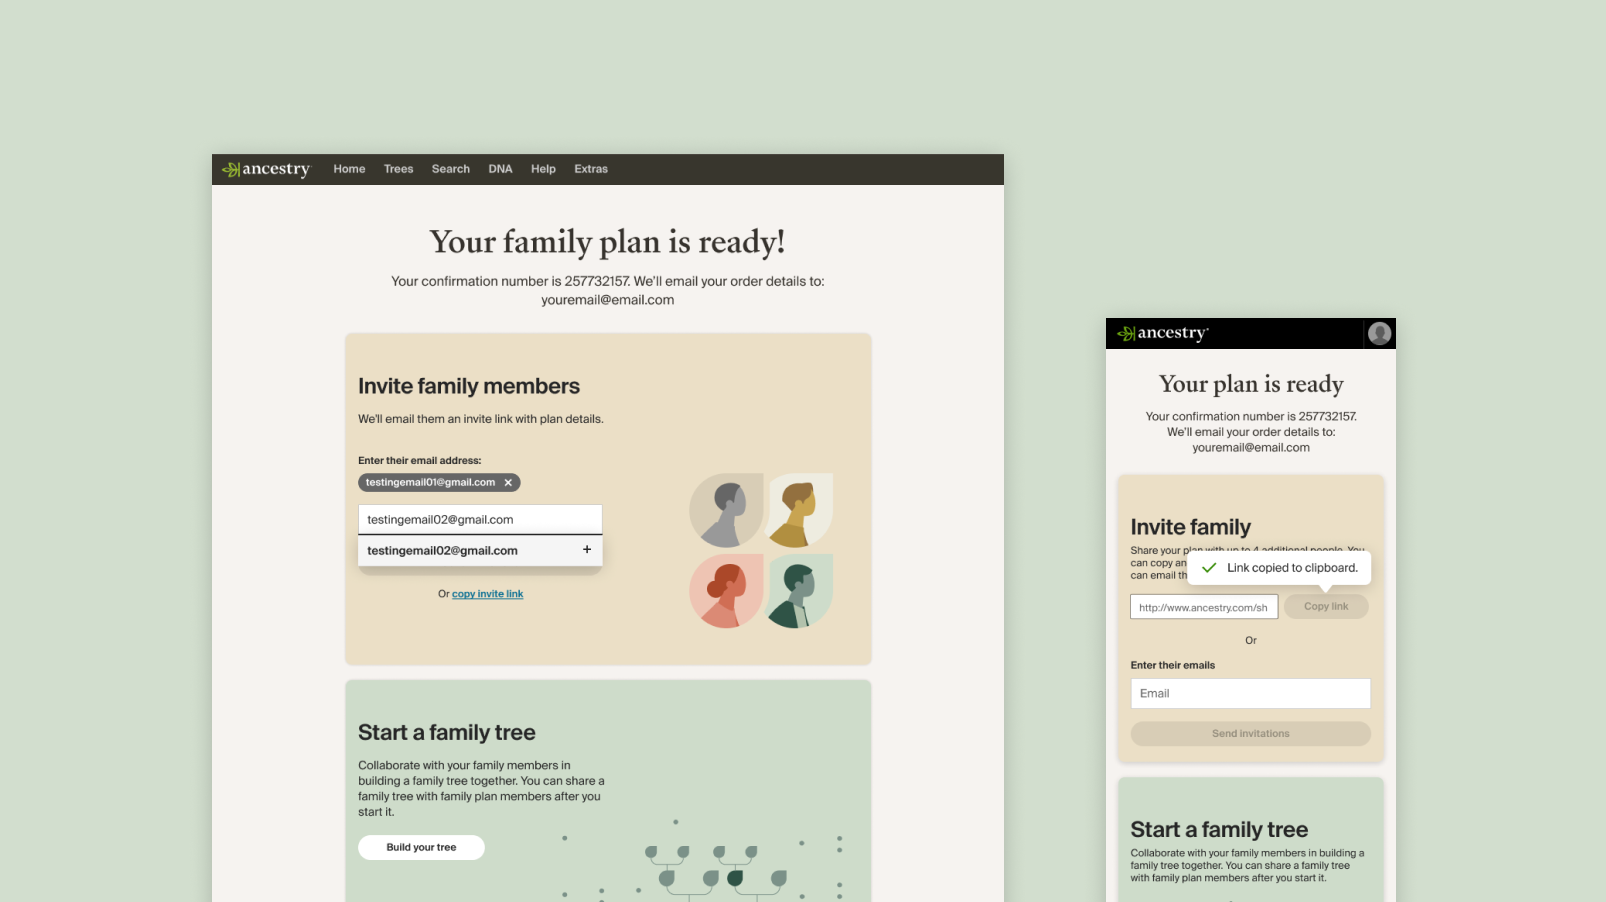 ancestry Home Trees Search DNA Help Extras
Your family plan is ready!
Your confirmation number is 257732157. We'll email your order details to:
youremail@email.com
Invite family members
We'll email them an invite link with plan details.
Enter their email address:
testingemail01@gmail.com ×
testingemail02@gmail.com
testingemail02@gmail.com +
Or copy invite link
Start a family tree
Collaborate with your family members in
building a family tree together. You can share a
family tree with family plan members after you
start it.
Build your tree
ancestry
Your plan is ready
Your confirmation number is 257732157.
We'll email your order details to:
youremail@email.com
Invite family
Share your plan with up to 4 additional people. You
can copy an
can email th
Link copied to clipboard.
http://www.ancestry.com/sh
Copy link
Or
Enter their emails
Email
Send invitations
Start a family tree
Collaborate with your family members in building a
family tree together. You can share a family tree
with family plan members after you start it.